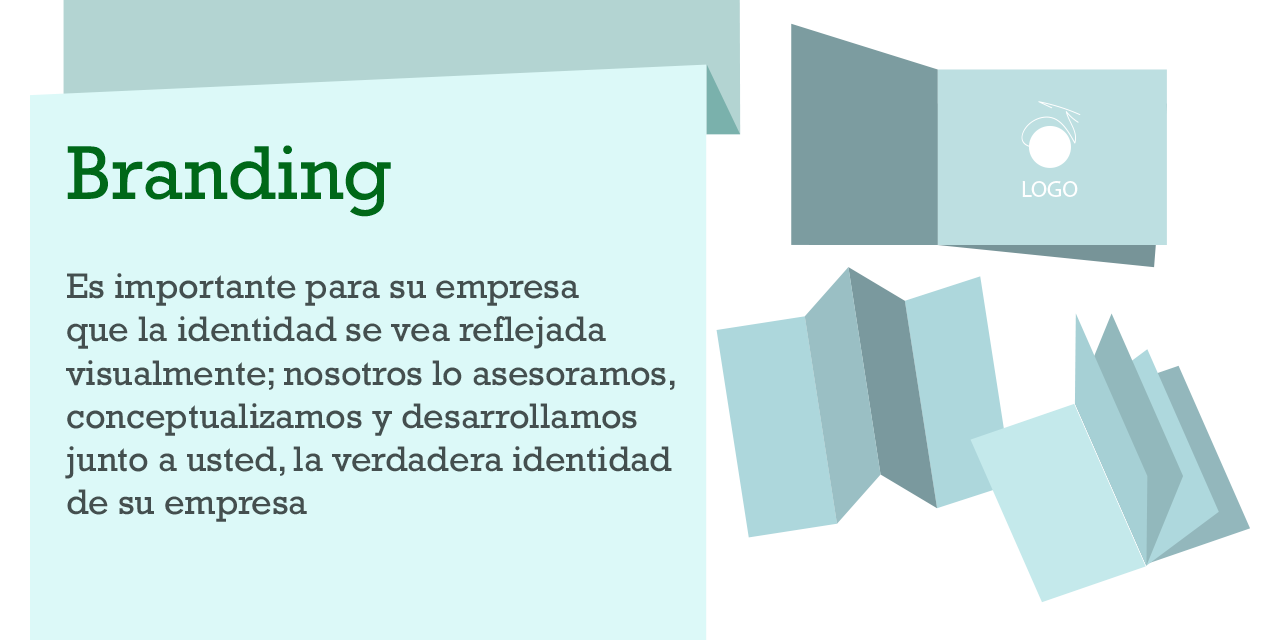 Branding
Es importante para su empresa
que la identidad se vea reflejada
visualmente; nosotros lo asesoramos,
conceptualizamos y desarrollamos
junto a usted, la verdadera identidad
de su empresa
LOGO